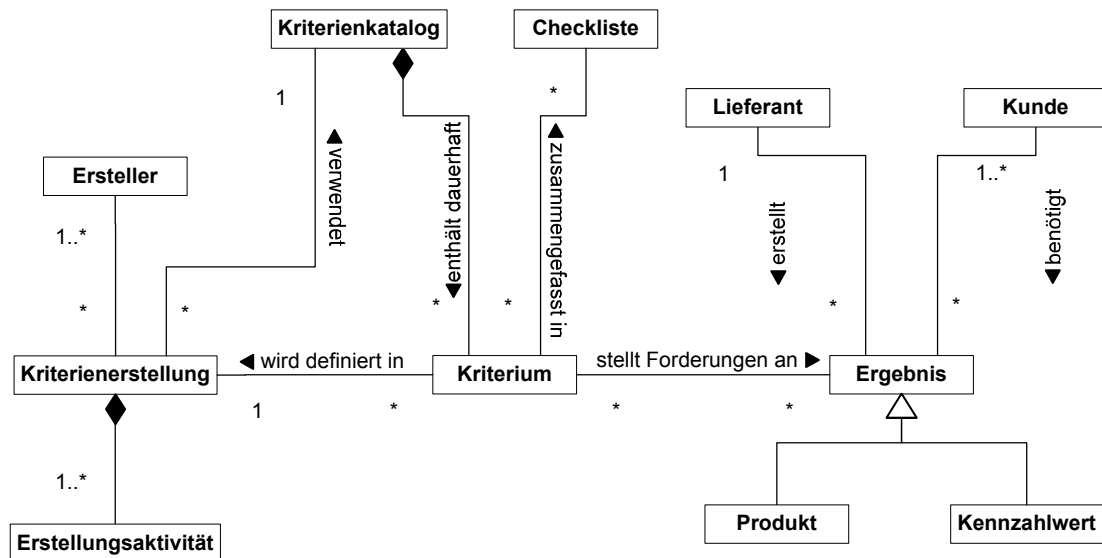 Kriterienkatalog
Checkliste
1
*
Lieferant
Kunde
verwendet
enthält dauerhaft
zusammengefasst in
Ersteller
1
1..*
1..*
erstellt
benötigt
*
*
*
*
*
*
Kriterienerstellung
wird definiert in
Kriterium
stellt Forderungen an
Ergebnis
1
*
*
*
1..*
Produkt
Kennzahlwert
Erstellungsaktivität